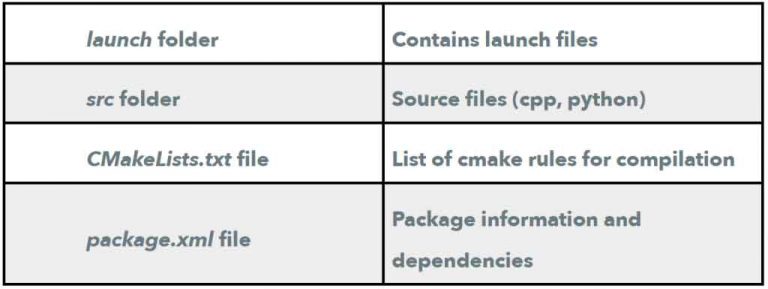 launch folder
Contains launch files
src folder
Source files (cpp, python)
CMakeLists.txt file
List of cmake rules for compilation
package.xml file
Package information and
dependencies